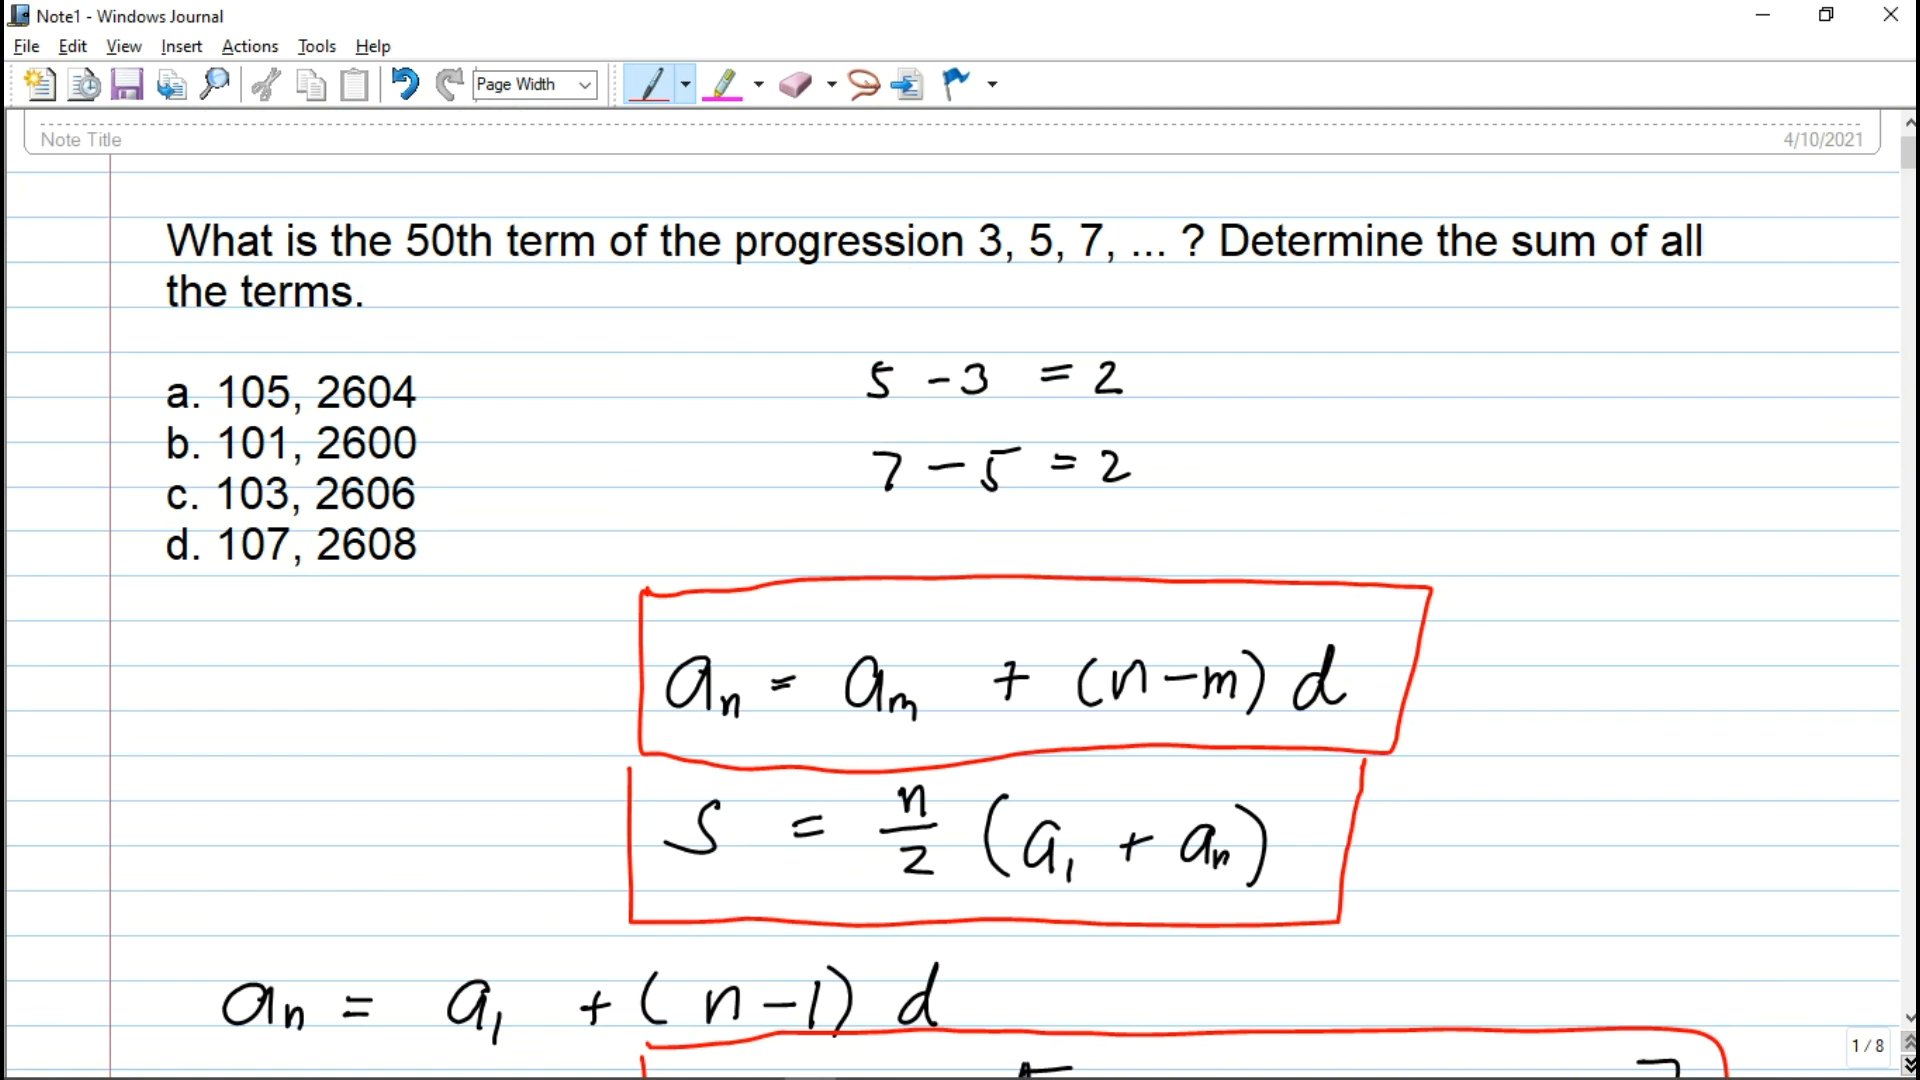 Note1 - Windows Journal
File Edit View Insert Actions Tools Help
Page Width
Note Title 4/10/2021
What is the 50th term of the progression 3, 5, 7, ... ? Determine the sum of all
the terms.
a. 105, 2604
b. 101, 2600
c. 103, 2606
d. 107, 2608
5 - 3 = 2
7 - 5 = 2
aₙ = aₘ + (n-m) d
S = n/2 (a₁ + aₙ)
aₙ = a₁ + (n-1) d
1 / 8